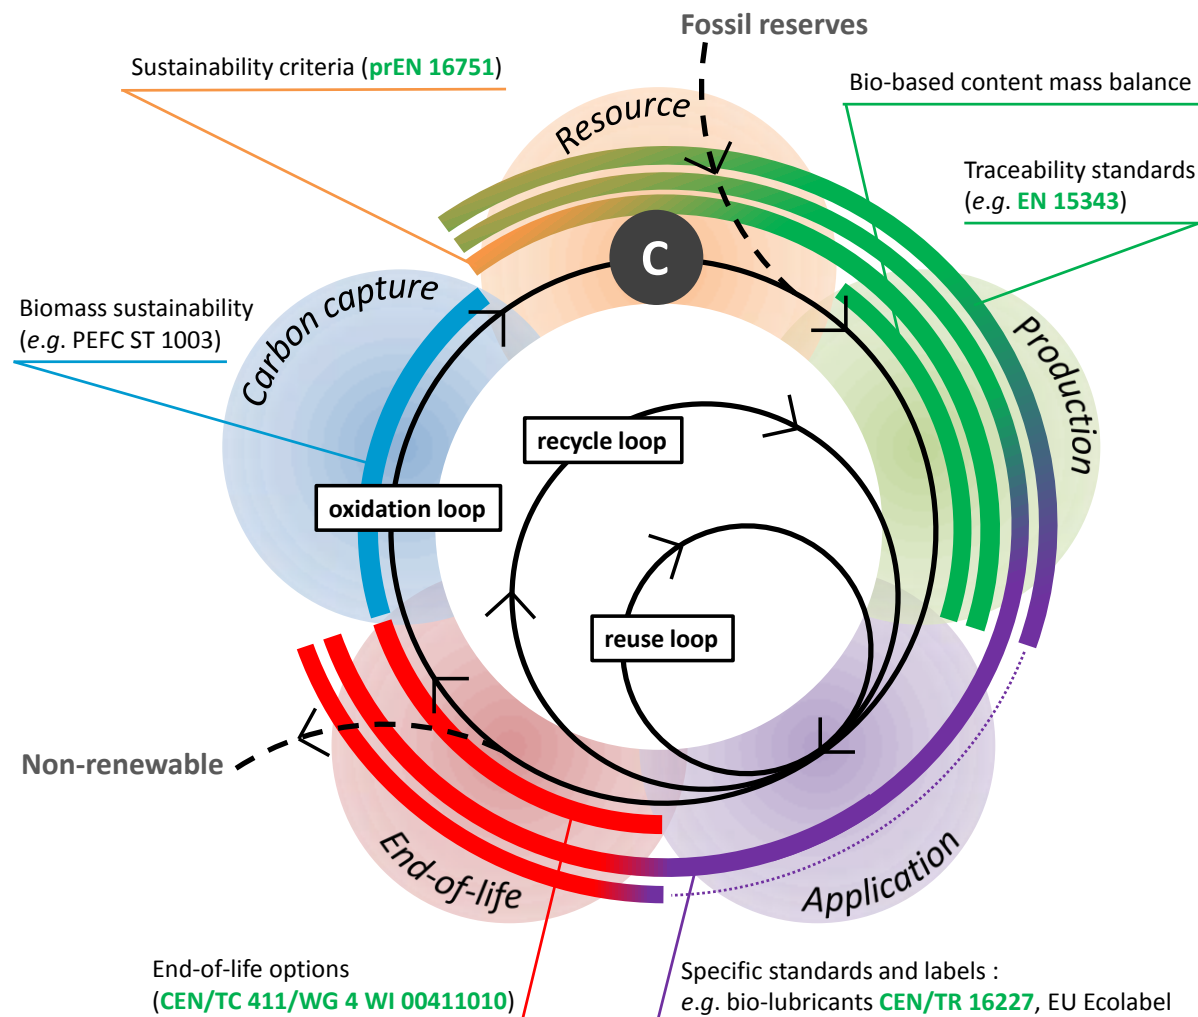 Fossil reserves
Sustainability criteria (prEN 16751)
Bio-based content mass balance
Resource
Traceability standards
(e.g. EN 15343)
C
Carbon capture
Biomass sustainability
(e.g. PEFC ST 1003)
Production
recycle loop
oxidation loop
reuse loop
Non-renewable
End-of-life
Application
End-of-life options
(CEN/TC 411/WG 4 WI 00411010)
Specific standards and labels :
e.g. bio-lubricants CEN/TR 16227, EU Ecolabel